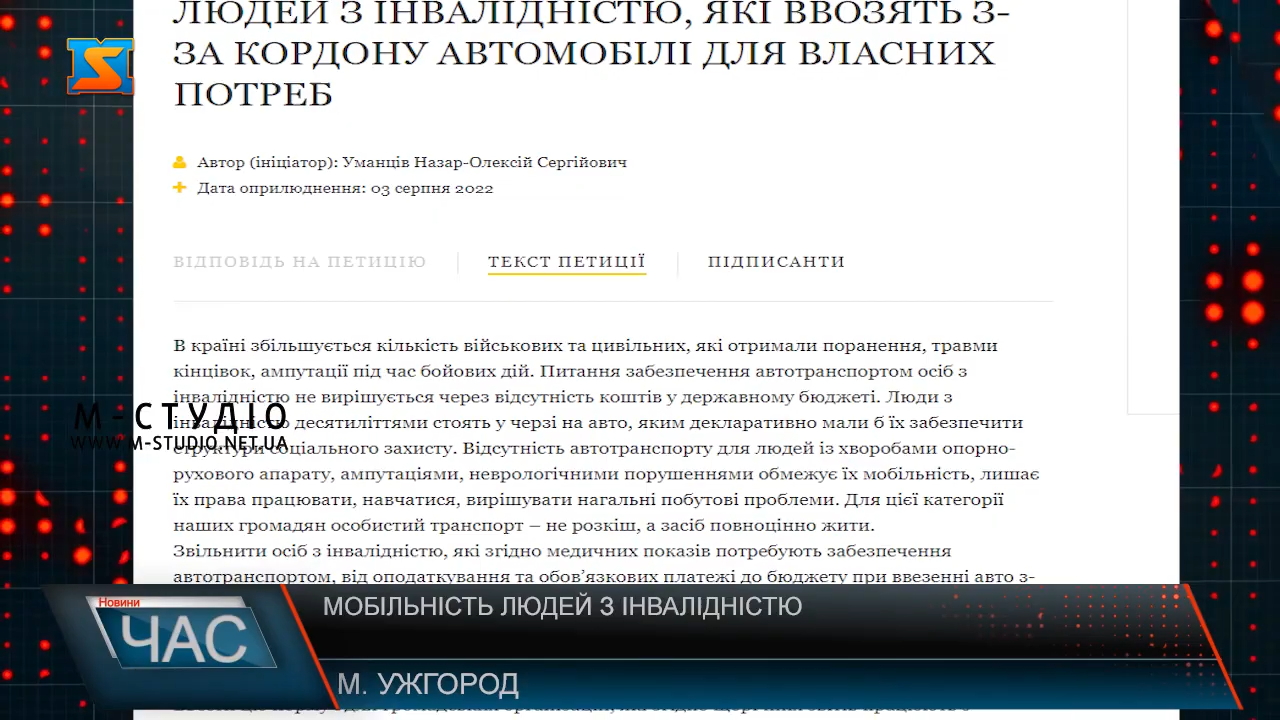 ЛЮДЕЙ З ІНВАЛІДНІСТЮ, ЯКІ ВВОЗЯТЬ З-
ЗА КОРДОНУ АВТОМОБІЛІ ДЛЯ ВЛАСНИХ
ПОТРЕБ
Автор (ініціатор): Уманців Назар-Олексій Сергійович
Дата оприлюднення: 03 серпня 2022
ВІДПОВІДЬ НА ПЕТИЦІЮ
ТЕКСТ ПЕТИЦІЇ
ПІДПИСАНТИ
В країні збільшується кількість військових та цивільних, які отримали поранення, травми
кінцівок, ампутації під час бойових дій. Питання забезпечення автотранспортом осіб з
інвалідністю не вирішується через відсутність коштів у державному бюджеті. Люди з
інвалідністю десятиліттями стоять у черзі на авто, яким декларативно мали б їх забезпечити
структури соціального захисту. Відсутність автотранспорту для людей із хворобами опорно-
рухового апарату, ампутаціями, неврологічними порушеннями обмежує їх мобільність, лишає
їх права працювати, навчатися, вирішувати нагальні побутові проблеми. Для цієї категорії
наших громадян особистий транспорт – не розкіш, а засіб повноцінно жити.
Звільнити осіб з інвалідністю, які згідно медичних показів потребують забезпечення
автотранспортом, від оподаткування та обов’язкових платежі до бюджету при ввезенні авто з-
М-СТУДІО
WWW.M-STUDIO.NET.UA
Новини
ЧАС
МОБІЛЬНІСТЬ ЛЮДЕЙ З ІНВАЛІДНІСТЮ
М. УЖГОРОД